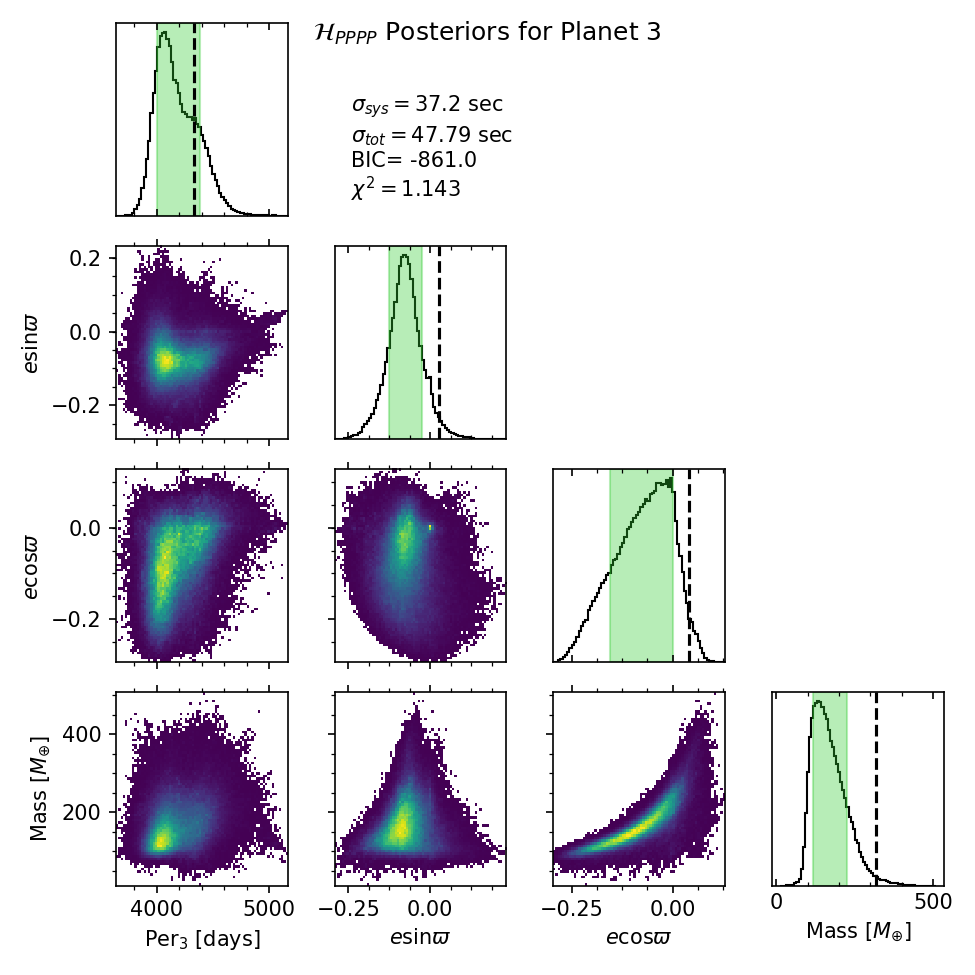 ℋ_PPPP Posteriors for Planet 3
σ_sys = 37.2 sec
σ_tot = 47.79 sec
BIC= -861.0
χ² = 1.143
0.2
0.0
−0.2
esinϖ
0.0
−0.2
ecosϖ
400
200
Mass [M_⊕]
4000 5000
Per₃ [days]
−0.25 0.00
esinϖ
−0.25 0.00
ecosϖ
0 500
Mass [M_⊕]